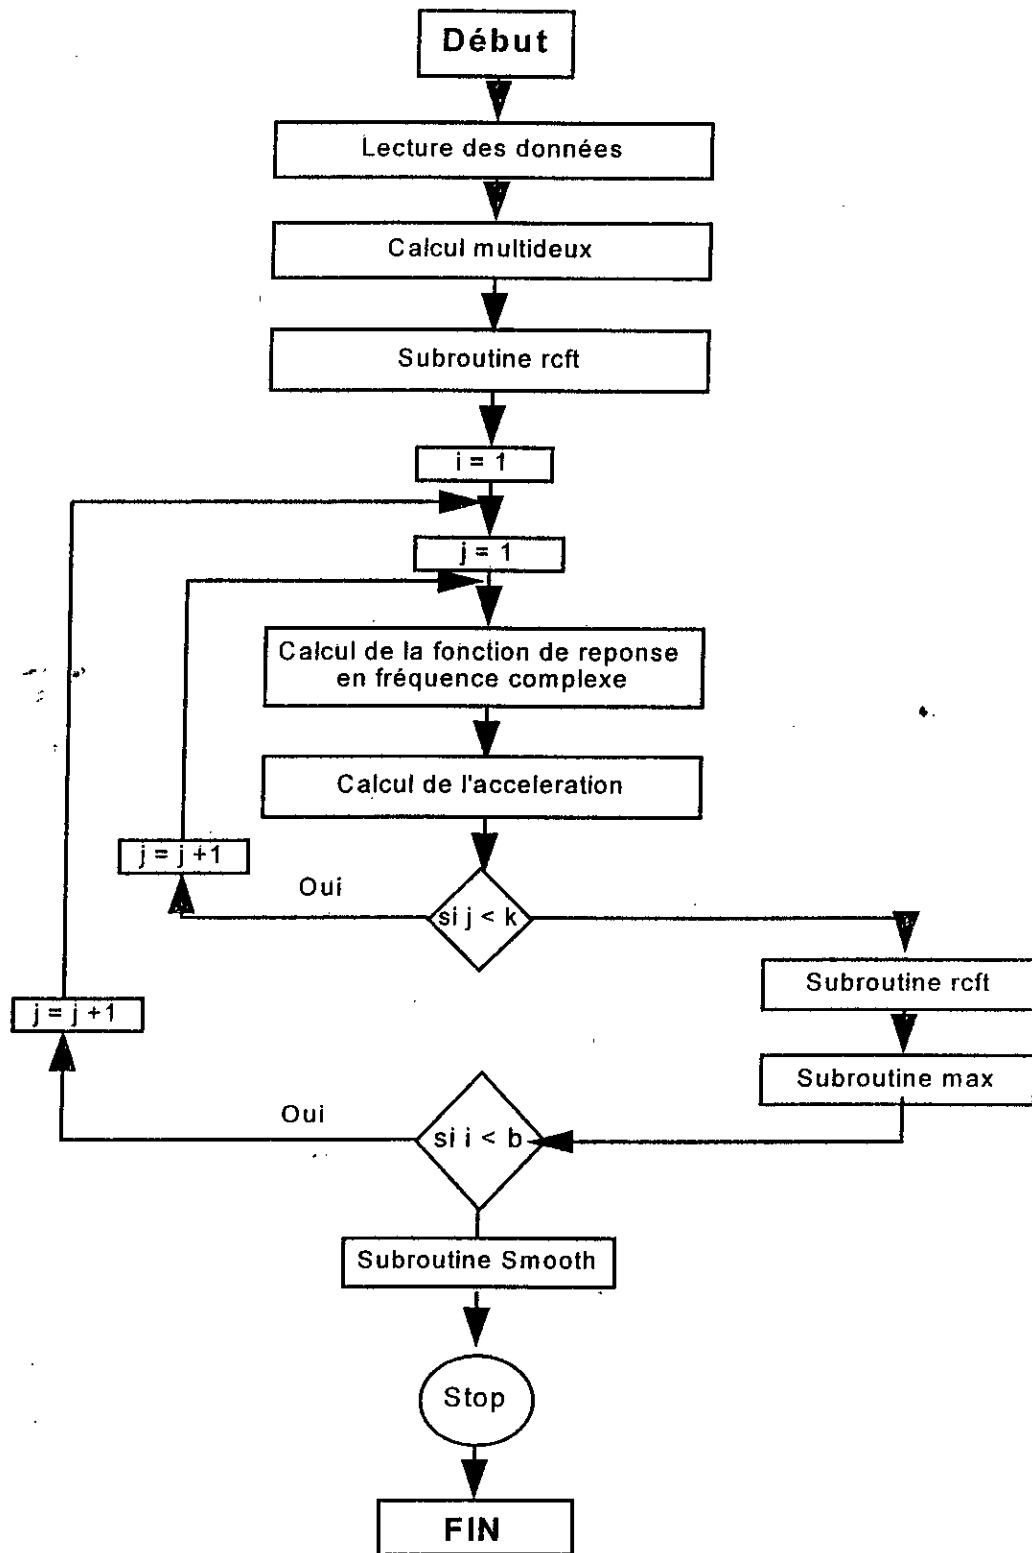 Début
Lecture des données
Calcul multideux
Subroutine rcft
i = 1
j = 1
Calcul de la fonction de reponse
en fréquence complexe
Calcul de l'acceleration
j = j +1
Oui
si j < k
Subroutine rcft
j = j +1
Subroutine max
Oui
si i < b
Subroutine Smooth
Stop
FIN